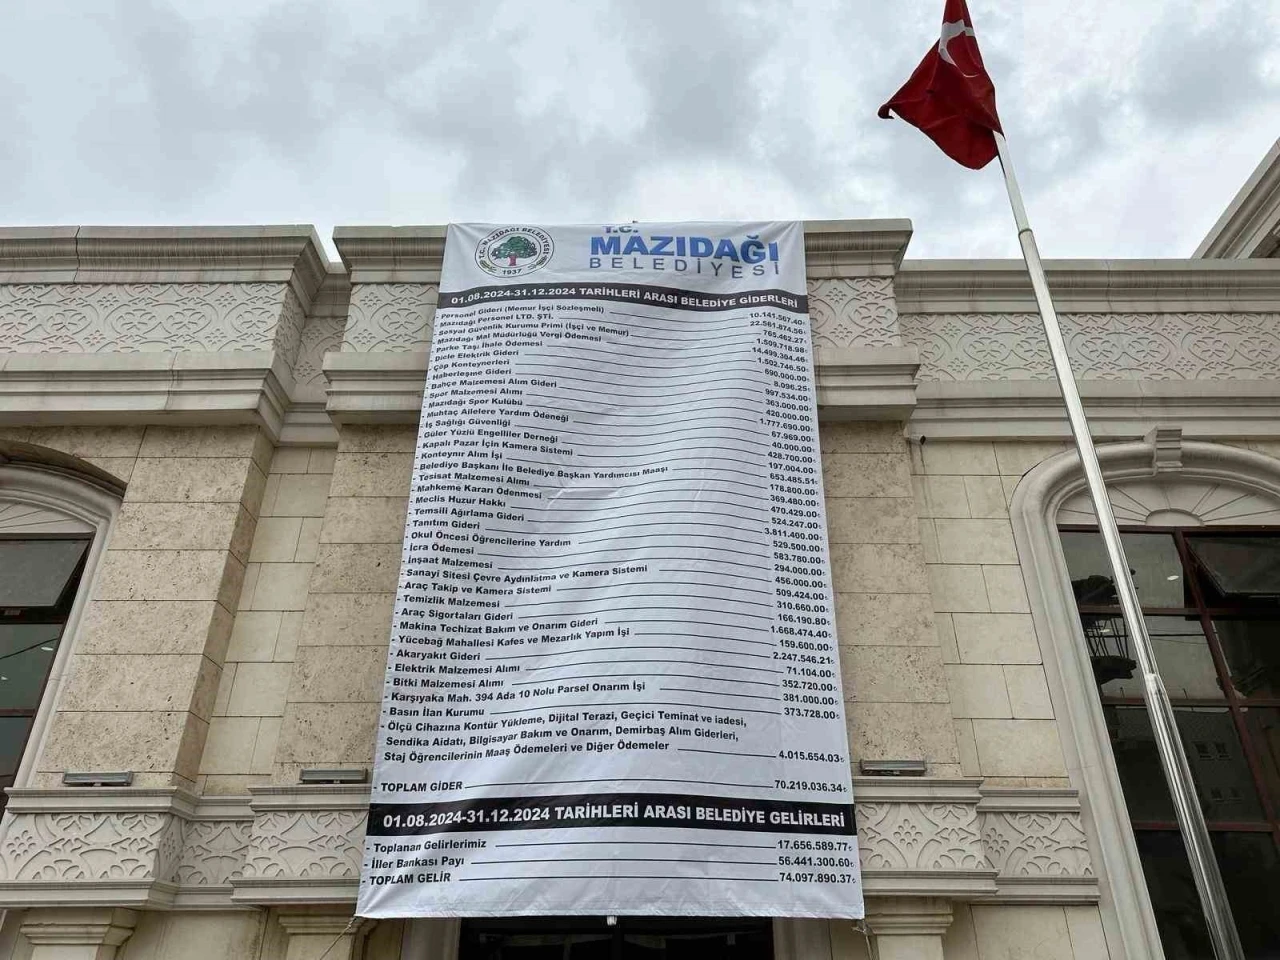 T.C. MAZIDAĞI BELEDİYESİ
1937
T.C.
MAZIDAĞI
BELEDİYESİ
01.08.2024-31.12.2024 TARİHLERİ ARASI BELEDİYE GİDERLERİ
- Personel Gideri (Memur İşçi Sözleşmeli) 10.141.567.40₺
- Mazıdağı Personel LTD. ŞTİ. 22.561.874.56₺
- Sosyal Güvenlik Kurumu Primi (İşçi ve Memur) 765.462.27₺
- Mazıdağı Mal Müdürlüğü Vergi Ödemesi 1.509.718.98₺
- Parke Taşı İhale Ödemesi 14.499.304.46₺
- Dicle Elektrik Gideri 1.502.746.50₺
- Çöp Konteynerleri 690.000.00₺
- Haberleşme Gideri 8.096.25₺
- Bahçe Malzemesi Alım Gideri 997.534.00₺
- Spor Malzemesi Alımı 363.000.00₺
- Mazıdağı Spor Kulübü 420.000.00₺
- Muhtaç Ailelere Yardım Ödeneği 1.777.690.00₺
- İş Sağlığı Güvenliği 67.969.00₺
- Güler Yüzlü Engelliler Derneği 40.000.00₺
- Kapalı Pazar İçin Kamera Sistemi 428.700.00₺
- Konteynır Alım İşi 197.004.00₺
- Belediye Başkanı İle Belediye Başkan Yardımcısı Maaşı 653.485.51₺
- Tesisat Malzemesi Alımı 178.800.00₺
- Mahkeme Kararı Ödenmesi 369.480.00₺
- Meclis Huzur Hakkı 470.429.00₺
- Temsili Ağırlama Gideri 524.247.00₺
- Tanıtım Gideri 3.811.400.00₺
- Okul Öncesi Öğrencilerine Yardım 529.500.00₺
- İcra Ödemesi 583.780.00₺
- İnşaat Malzemesi 294.000.00₺
- Sanayi Sitesi Çevre Aydınlatma ve Kamera Sistemi 456.000.00₺
- Araç Takip ve Kamera Sistemi 509.424.00₺
- Temizlik Malzemesi 310.660.00₺
- Araç Sigortaları Gideri 166.190.80₺
- Makina Techizat Bakım ve Onarım Gideri 1.668.474.40₺
- Yücebağ Mahallesi Kafes ve Mezarlık Yapım İşi 159.600.00₺
- Akaryakıt Gideri 2.247.546.21₺
- Elektrik Malzemesi Alımı 71.104.00₺
- Bitki Malzemesi Alımı 352.720.00₺
- Karşıyaka Mah. 394 Ada 10 Nolu Parsel Onarım İşi 381.000.00₺
- Basın İlan Kurumu 373.728.00₺
- Ölçü Cihazına Kontür Yükleme, Dijital Terazi, Geçici Teminat ve iadesi,
Sendika Aidatı, Bilgisayar Bakım ve Onarım, Demirbaş Alım Giderleri,
Staj Öğrencilerinin Maaş Ödemeleri ve Diğer Ödemeler 4.015.654.03₺
- TOPLAM GİDER 70.219.036.34₺
01.08.2024-31.12.2024 TARİHLERİ ARASI BELEDİYE GELİRLERİ
- Toplanan Gelirlerimiz 17.656.589.77₺
- İller Bankası Payı 56.441.300.60₺
- TOPLAM GELİR 74.097.890.37₺